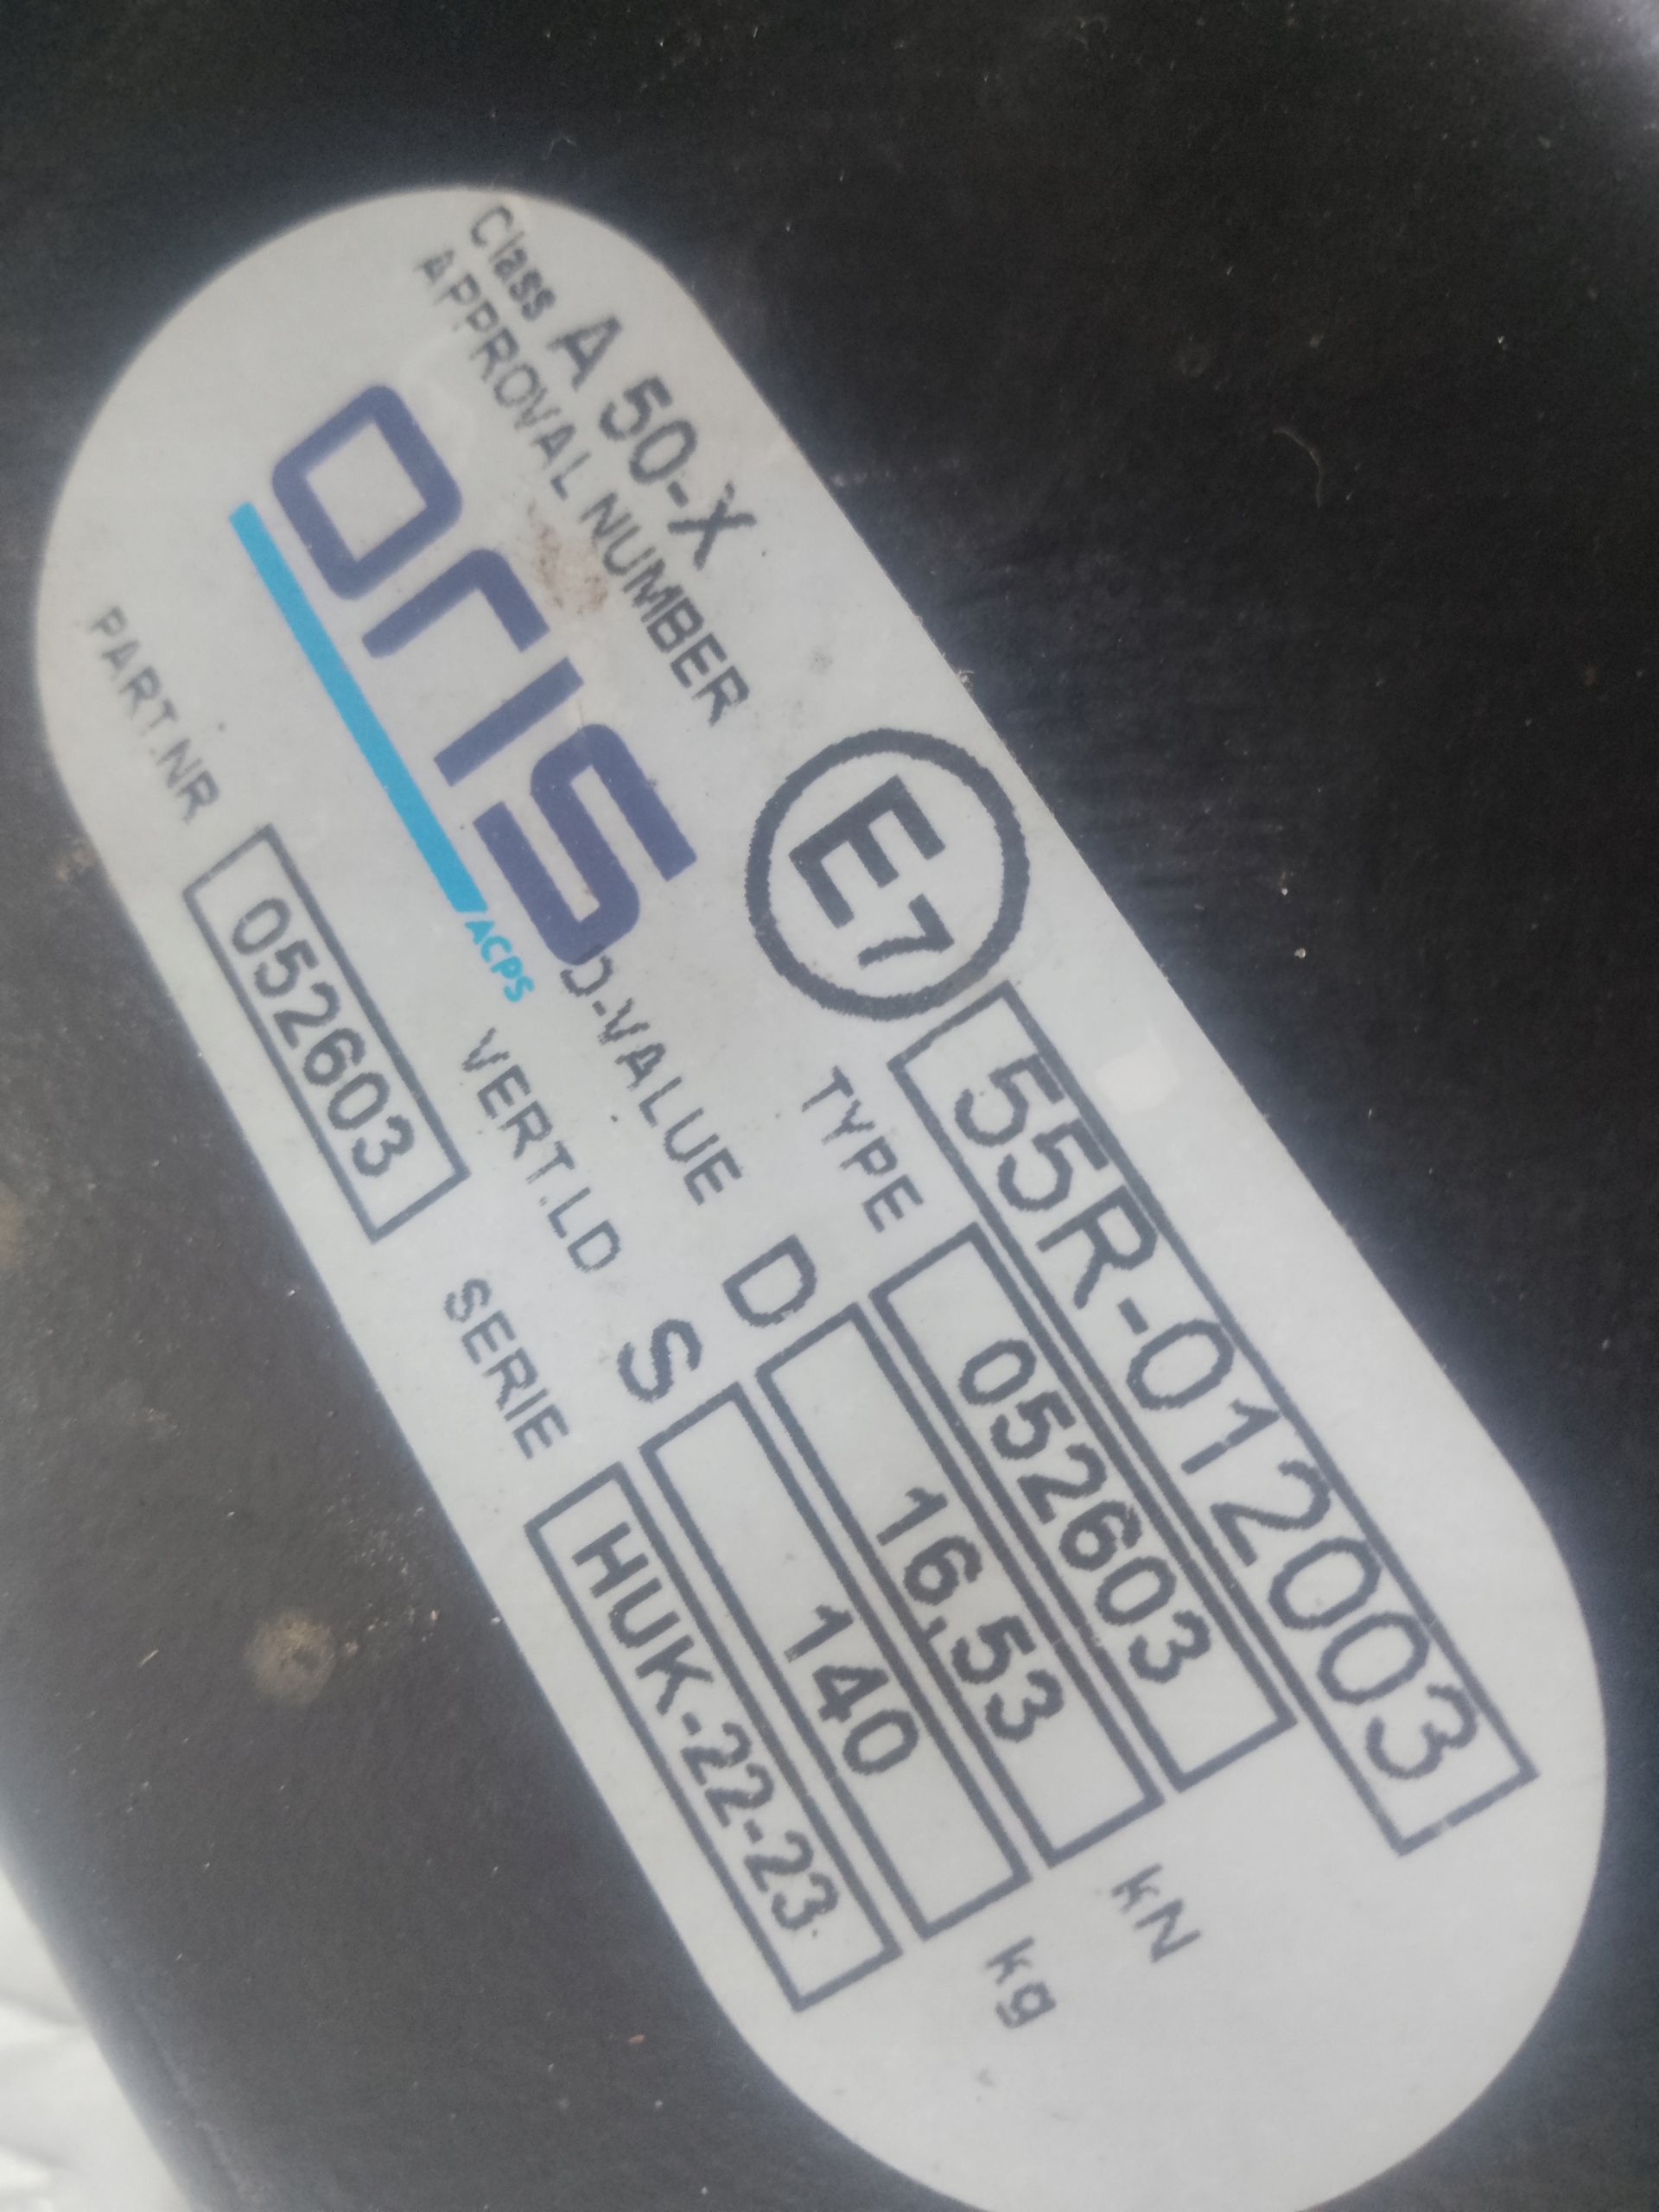 Class A 50-X
APPROVAL NUMBER
E7
55R-012003
oris
/ACPS
TYPE 052603
D-VALUE D 16,53 kN
VERT.LD S 140 kg
PART.NR 052603
SERIE HUK-22-23